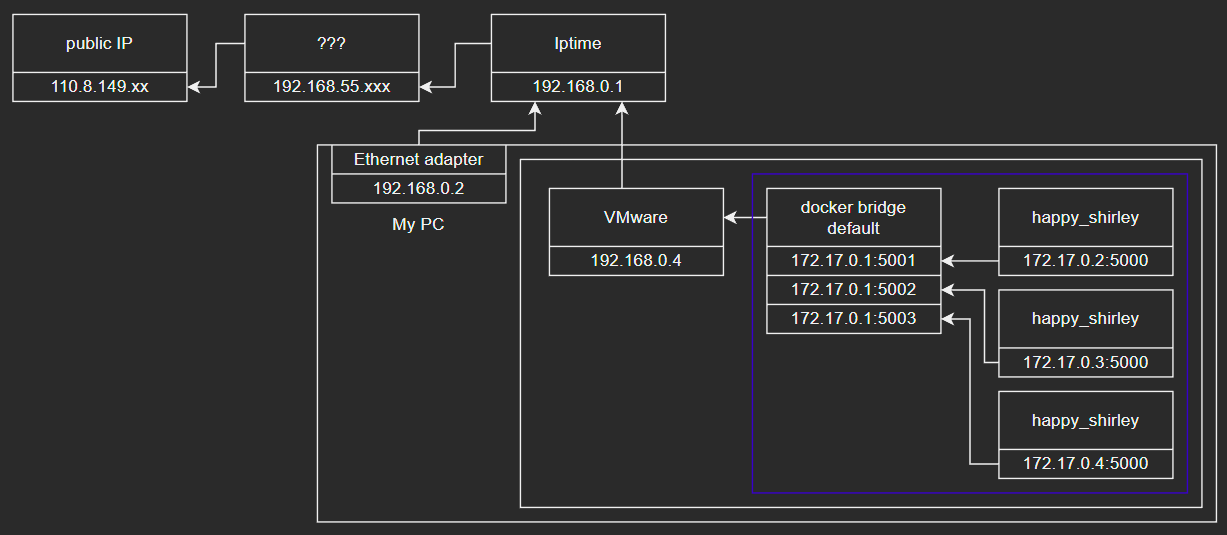 public IP
110.8.149.xx
???
192.168.55.xxx
Iptime
192.168.0.1
Ethernet adapter
192.168.0.2
My PC
VMware
192.168.0.4
docker bridge
default
172.17.0.1:5001
172.17.0.1:5002
172.17.0.1:5003
happy_shirley
172.17.0.2:5000
happy_shirley
172.17.0.3:5000
happy_shirley
172.17.0.4:5000